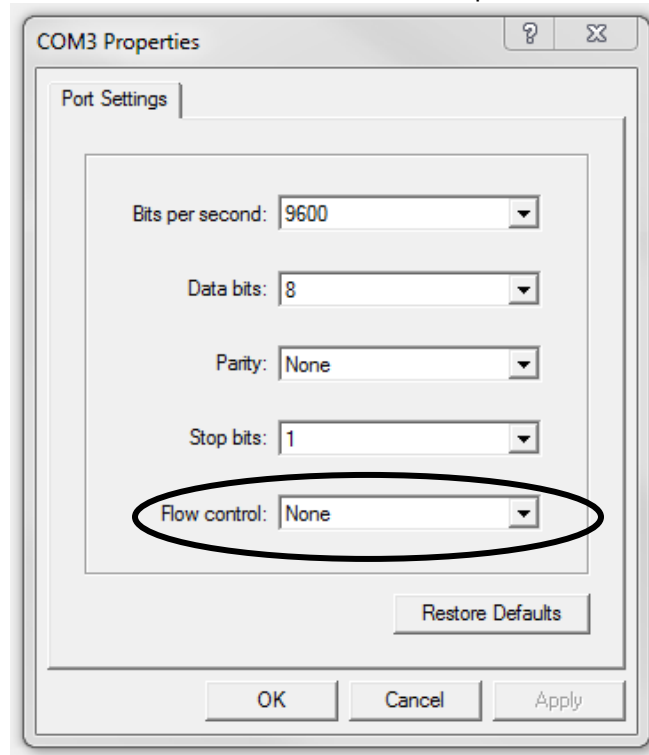 COM3 Properties
Port Settings
Bits per second: 9600
Data bits: 8
Parity: None
Stop bits: 1
Flow control: None
Restore Defaults
OK Cancel Apply